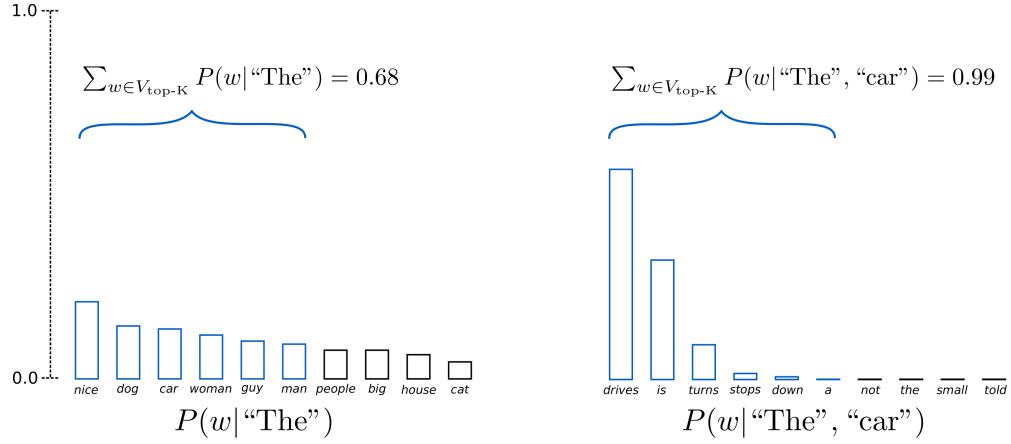 1.0
∑w∈Vtop-K P(w|“The”) = 0.68
∑w∈Vtop-K P(w|“The”, “car”) = 0.99
0.0
nice dog car woman guy man people big house cat
drives is turns stops down a not the small told
P(w|“The”)
P(w|“The”, “car”)